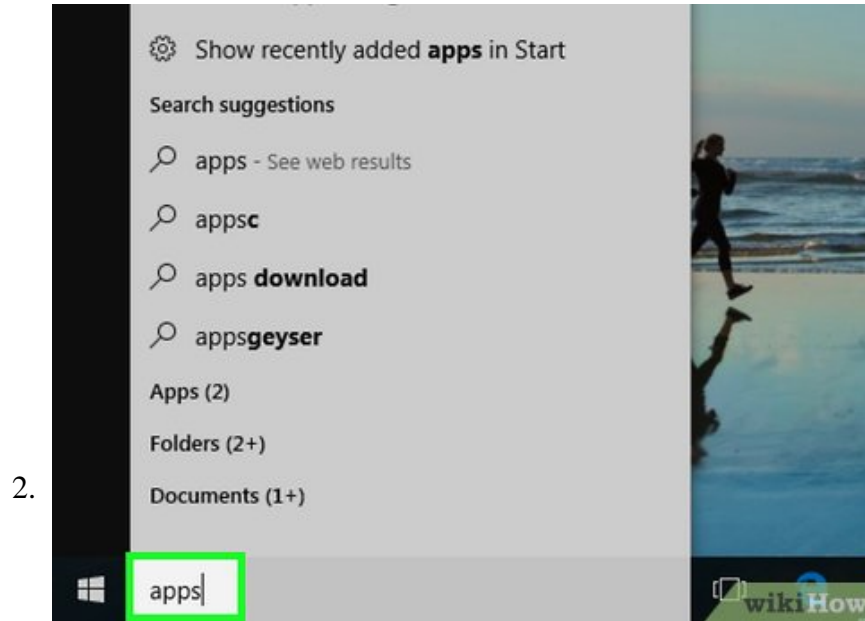 Show recently added apps in Start
Search suggestions
apps - See web results
appsc
apps download
appsgeyser
Apps (2)
Folders (2+)
2.
Documents (1+)
apps
wikiHow